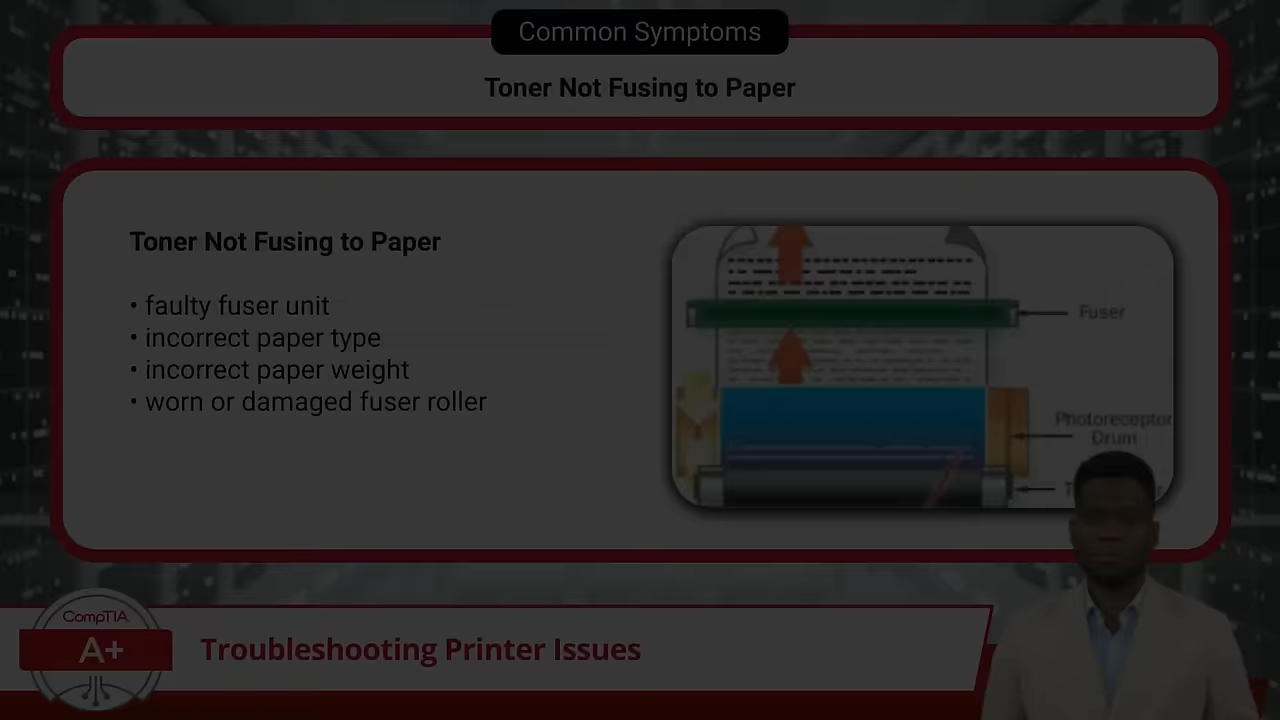 Common Symptoms
Toner Not Fusing to Paper
Toner Not Fusing to Paper
• faulty fuser unit
• incorrect paper type
• incorrect paper weight
• worn or damaged fuser roller
Fuser
Photoreceptor
Drum
CompTIA
A+
Troubleshooting Printer Issues